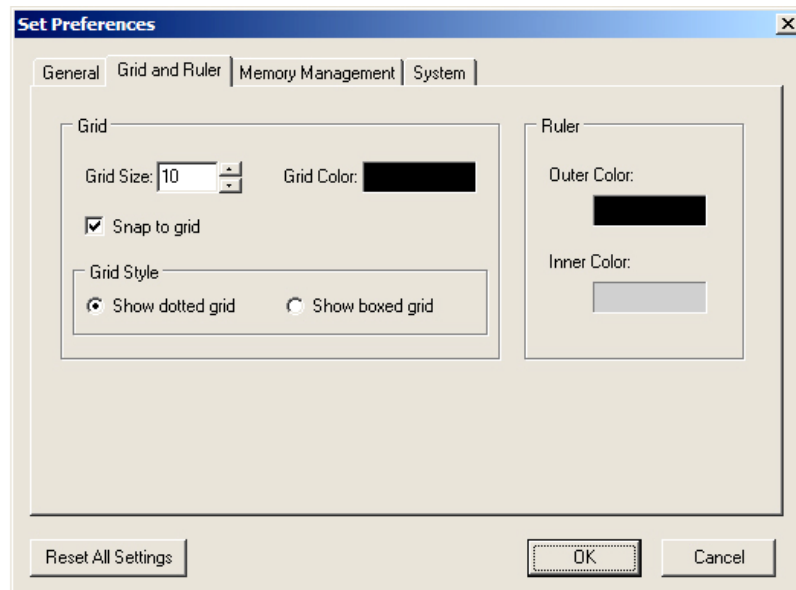 Set Preferences
General Grid and Ruler Memory Management System
Grid
Grid Size: 10 Grid Color:
Snap to grid
Grid Style
Show dotted grid Show boxed grid
Ruler
Outer Color:
Inner Color:
Reset All Settings OK Cancel